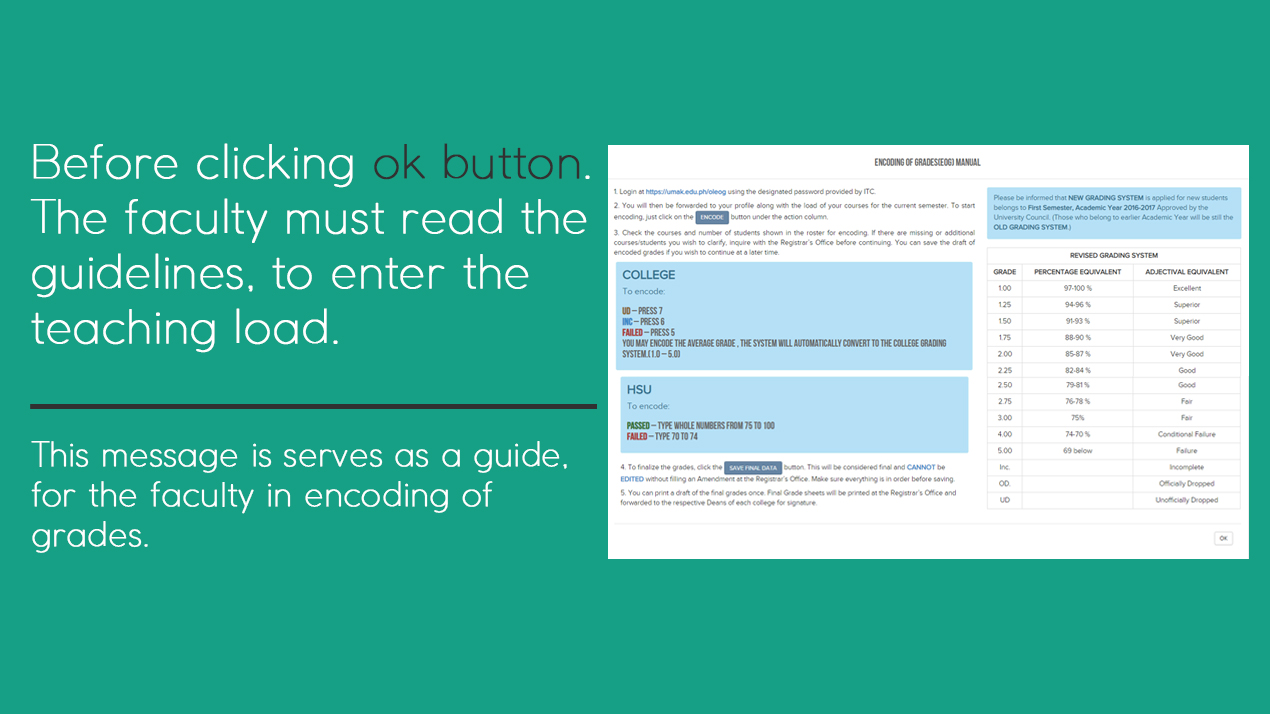 Before clicking ok button.
The faculty must read the
guidelines, to enter the
teaching load.
This message is serves as a guide,
for the faculty in encoding of
grades.
ENCODING OF GRADES(EOG) MANUAL
1. Login at https://umak.edu.ph/oleog using the designated password provided by ITC.
2. You will then be forwarded to your profile along with the load of your courses for the current semester. To start
encoding, just click on the ENCODE button under the action column.
3. Check the courses and number of students shown in the roster for encoding. If there are missing or additional
courses/students you wish to clarify, inquire with the Registrar's Office before continuing. You can save the draft of
encoded grades if you wish to continue at a later time.
COLLEGE
To encode:
UD – PRESS 7
INC – PRESS 6
FAILED – PRESS 5
YOU MAY ENCODE THE AVERAGE GRADE , THE SYSTEM WILL AUTOMATICALLY CONVERT TO THE COLLEGE GRADING
SYSTEM.(1.0 – 5.0)
HSU
To encode:
PASSED – TYPE WHOLE NUMBERS FROM 75 TO 100
FAILED – TYPE 70 TO 74
4. To finalize the grades, click the SAVE FINAL DATA button. This will be considered final and CANNOT be
EDITED without filling an Amendment at the Registrar's Office. Make sure everything is in order before saving.
5. You can print a draft of the final grades once. Final Grade sheets will be printed at the Registrar's Office and
forwarded to the respective Deans of each college for signature.
Please be informed that NEW GRADING SYSTEM is applied for new students
belongs to First Semester, Academic Year 2016-2017 Approved by the
University Council. (Those who belong to earlier Academic Year will be still the
OLD GRADING SYSTEM.)
REVISED GRADING SYSTEM
GRADE PERCENTAGE EQUIVALENT ADJECTIVAL EQUIVALENT
1.00 97-100 % Excellent
1.25 94-96 % Superior
1.50 91-93 % Superior
1.75 88-90 % Very Good
2.00 85-87 % Very Good
2.25 82-84 % Good
2.50 79-81 % Good
2.75 76-78 % Fair
3.00 75% Fair
4.00 74-70 % Conditional Failure
5.00 69 below Failure
Inc. Incomplete
OD. Officially Dropped
UD Unofficially Dropped
OK